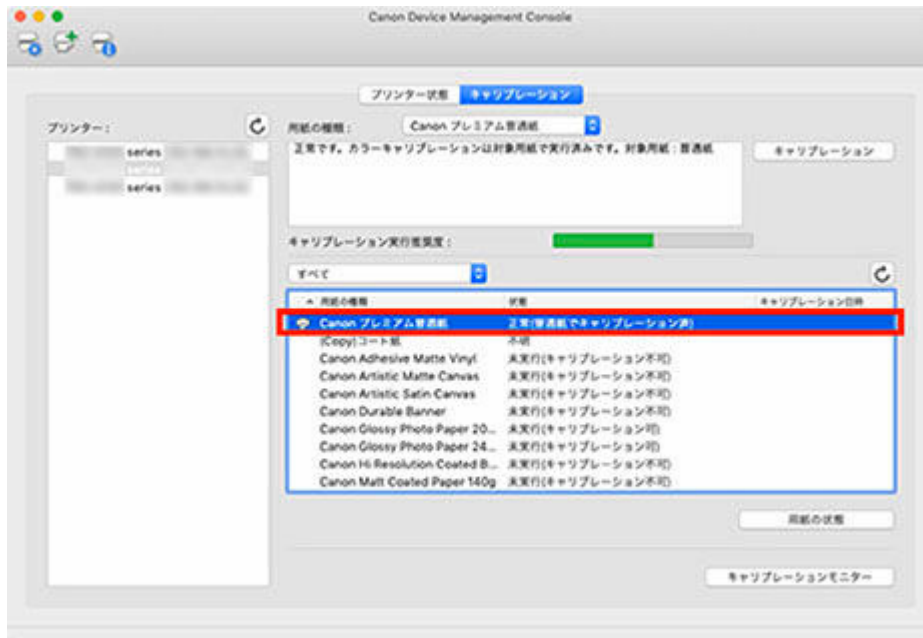 Canon Device Management Console
プリンター状態 キャリブレーション
プリンター：
series
series
series
用紙の種類： Canon プレミアム普通紙
正常です。カラーキャリブレーションは対象用紙で実行済みです。対象用紙：普通紙
キャリブレーション
キャリブレーション実行推奨度：
すべて
用紙の種類 状態 キャリブレーション日時
Canon プレミアム普通紙 正常(普通紙でキャリブレーション済)
(Copy)コート紙 不明
Canon Adhesive Matte Vinyl 未実行(キャリブレーション不可)
Canon Artistic Matte Canvas 未実行(キャリブレーション不可)
Canon Artistic Satin Canvas 未実行(キャリブレーション不可)
Canon Durable Banner 未実行(キャリブレーション不可)
Canon Glossy Photo Paper 20... 未実行(キャリブレーション可)
Canon Glossy Photo Paper 24... 未実行(キャリブレーション可)
Canon Hi Resolution Coated B... 未実行(キャリブレーション不可)
Canon Matt Coated Paper 140g 未実行(キャリブレーション不可)
用紙の状態
キャリブレーションモニター